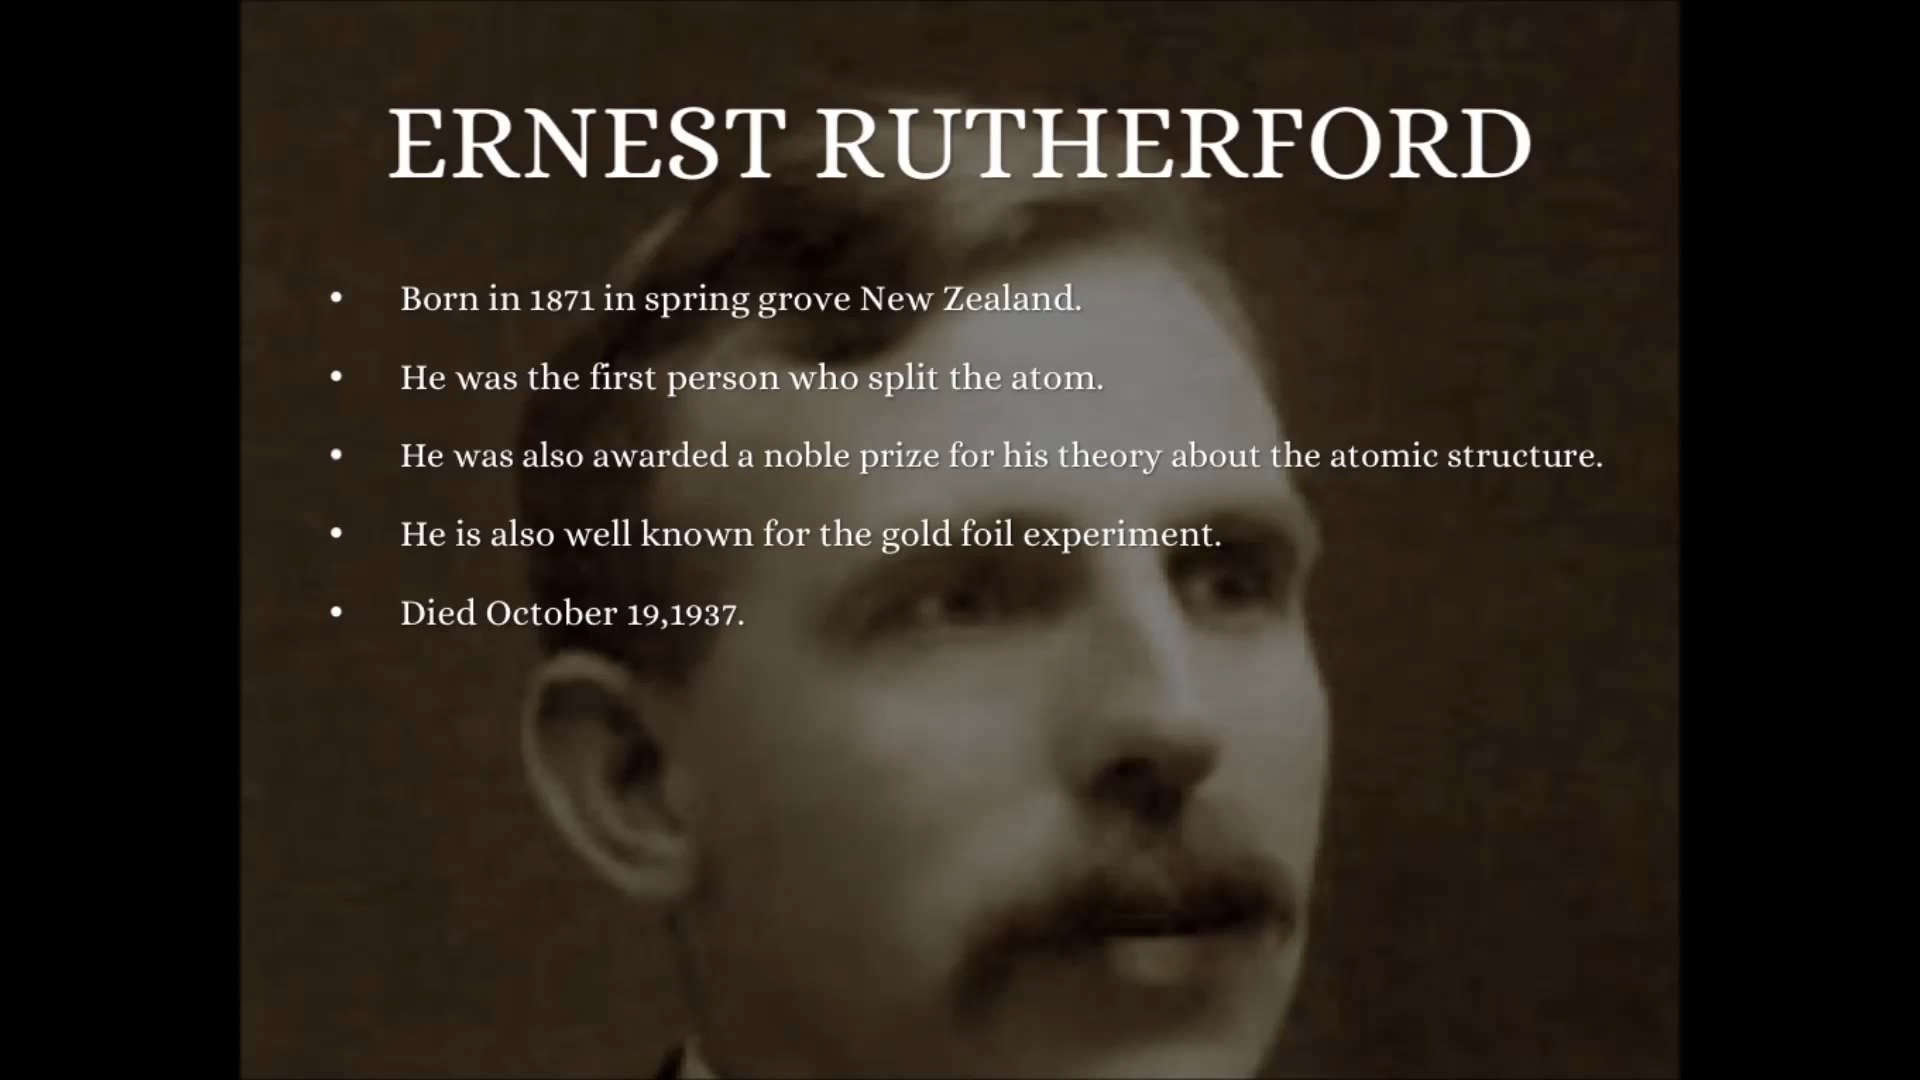 ERNEST RUTHERFORD
• Born in 1871 in spring grove New Zealand.
• He was the first person who split the atom.
• He was also awarded a noble prize for his theory about the atomic structure.
• He is also well known for the gold foil experiment.
• Died October 19,1937.